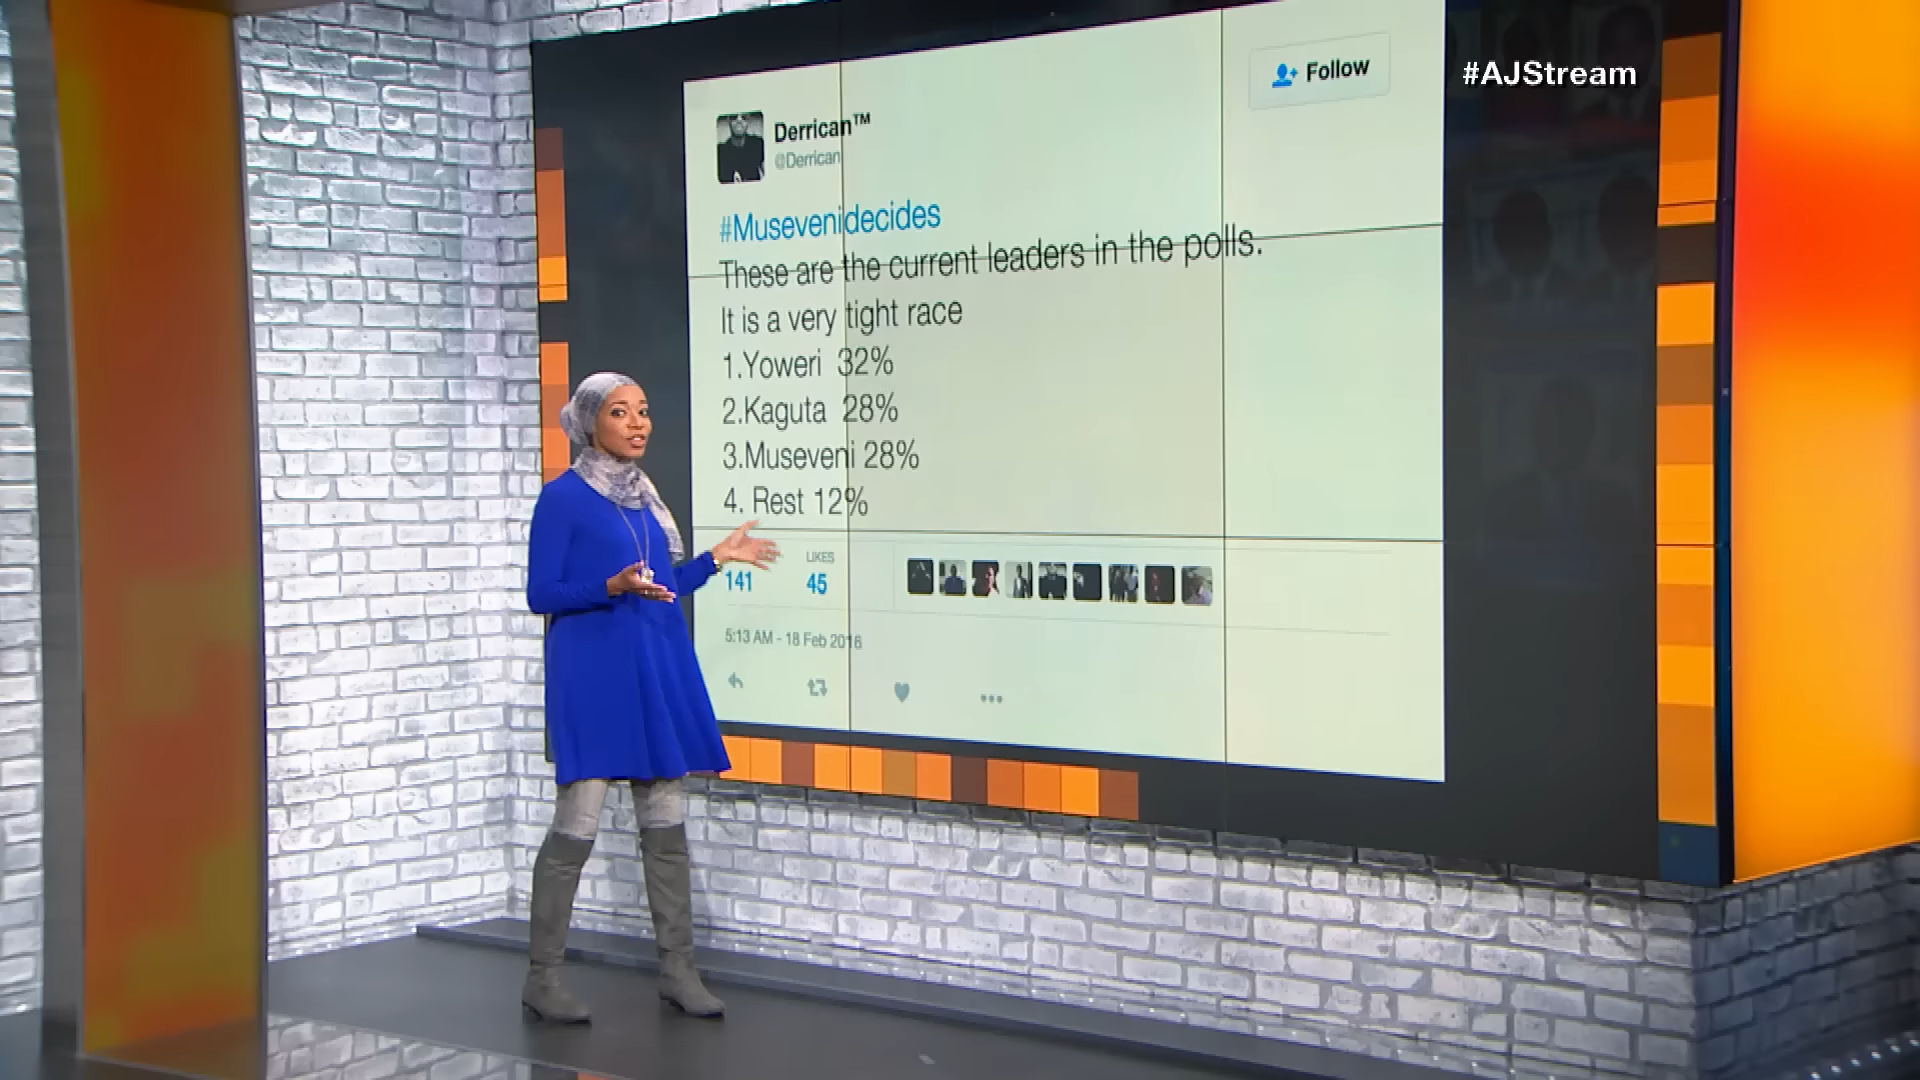 #AJStream
Follow
Derrican™
@Derrican
#Musevenidecides
These are the current leaders in the polls.
It is a very tight race
1.Yoweri 32%
2.Kaguta 28%
3.Museveni 28%
4. Rest 12%
LIKES
141 45
5:13 AM - 18 Feb 2016